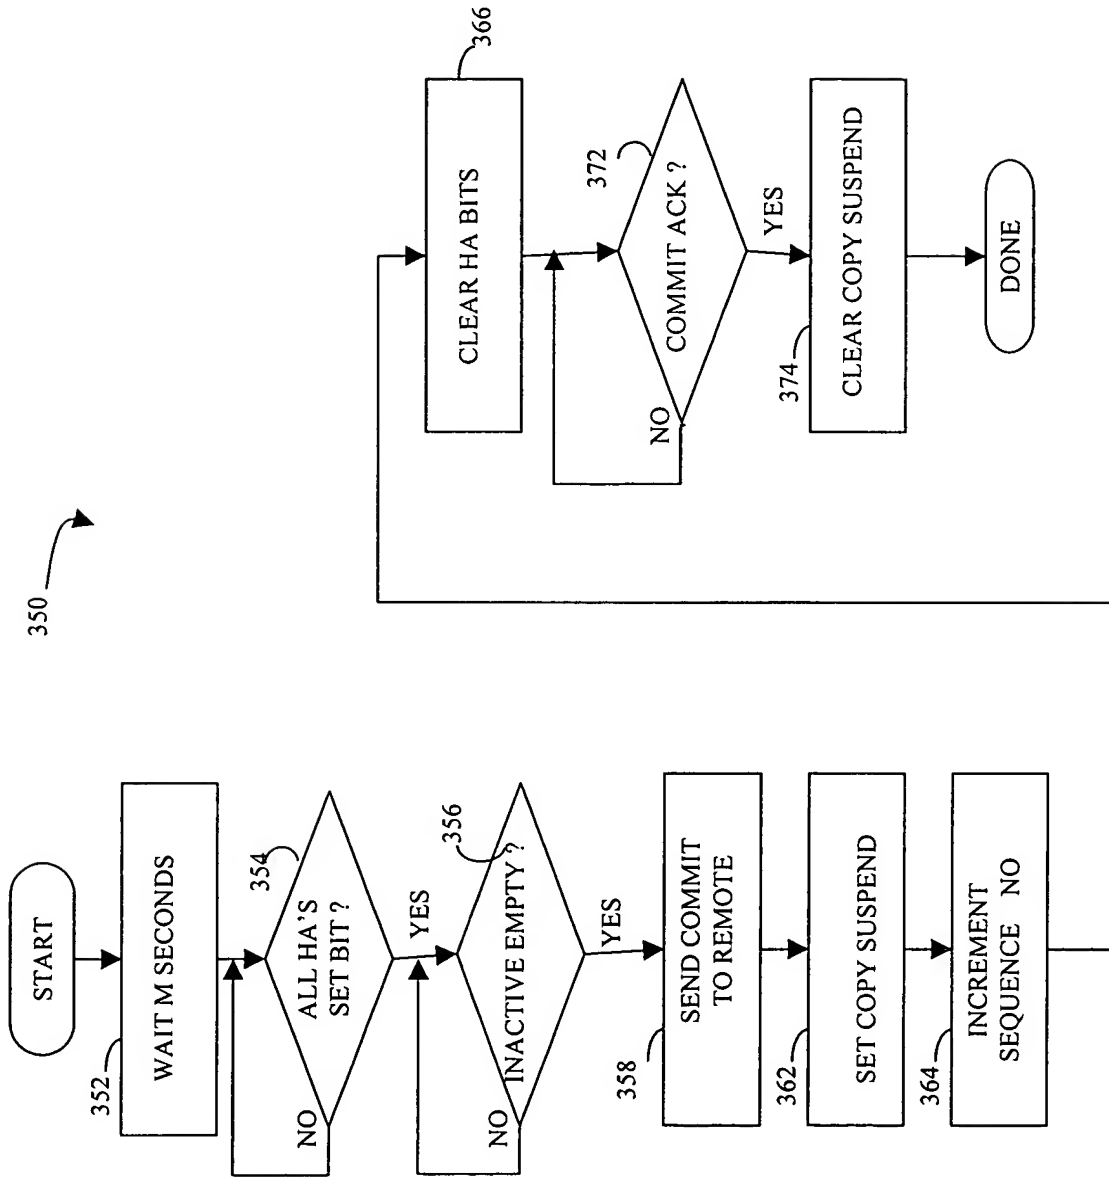 350
START
352
WAIT M SECONDS
354
ALL HA'S
SET BIT ?
NO
YES
356
INACTIVE EMPTY ?
NO
YES
358
SEND COMMIT
TO REMOTE
362
SET COPY SUSPEND
364
INCREMENT
SEQUENCE NO
366
CLEAR HA BITS
372
COMMIT ACK ?
NO
YES
374
CLEAR COPY SUSPEND
DONE